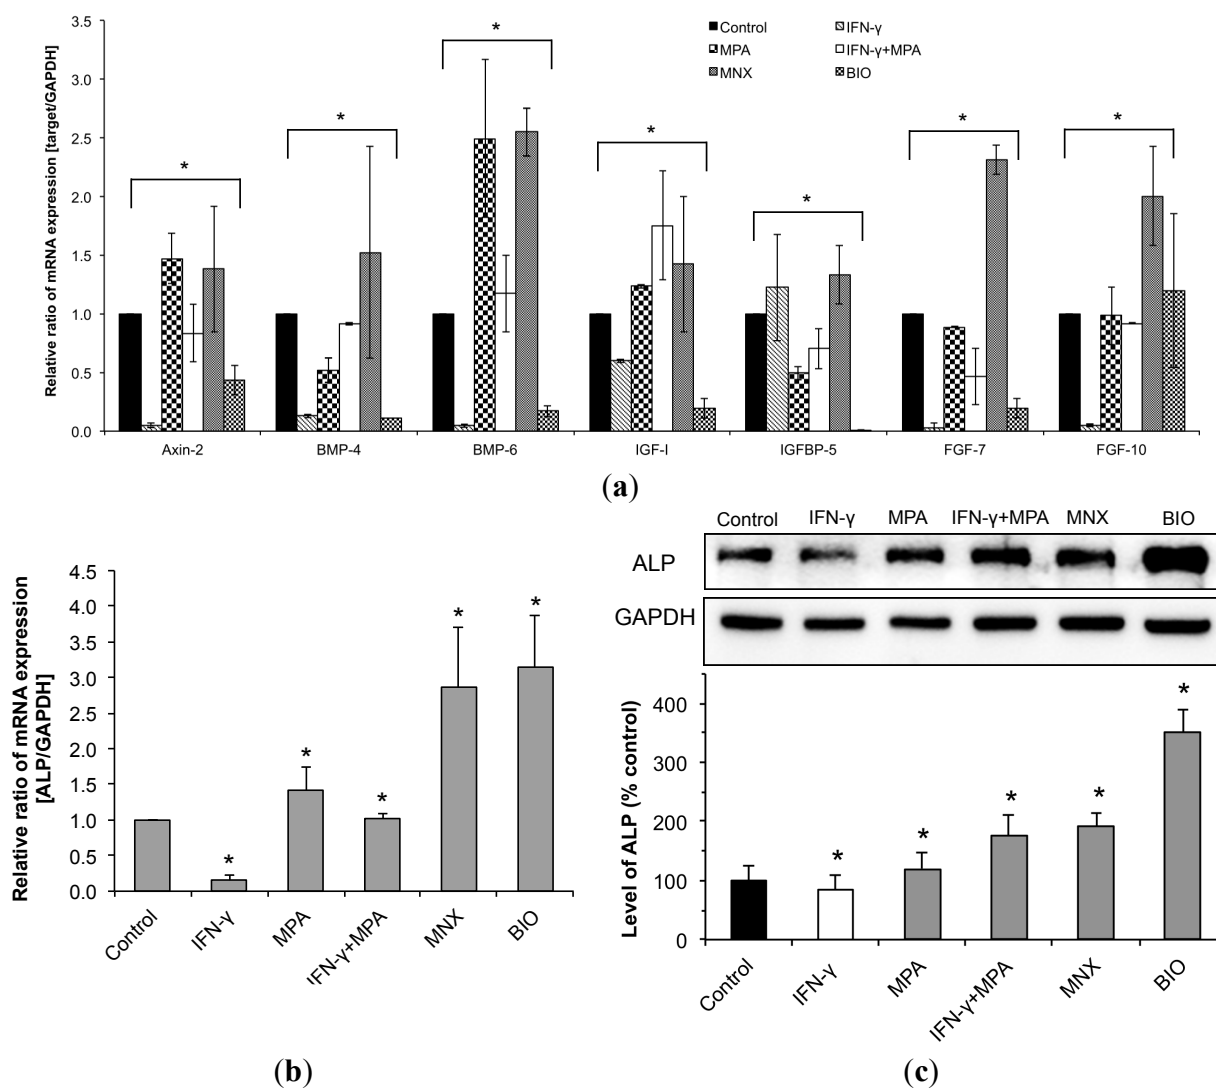 Relative ratio of mRNA expression [target/GAPDH]
3.5
3.0
2.5
2.0
1.5
1.0
0.5
0.0
Control
IFN-γ
MPA
IFN-γ+MPA
MNX
BIO
*
*
*
*
*
*
*
Axin-2 BMP-4 BMP-6 IGF-I IGFBP-5 FGF-7 FGF-10
(a)
Relative ratio of mRNA expression
[ALP/GAPDH]
4.5
4.0
3.5
3.0
2.5
2.0
1.5
1.0
0.5
0.0
*
*
*
*
*
Control IFN-γ MPA IFN-γ+MPA MNX BIO
(b)
Control IFN-γ MPA IFN-γ+MPA MNX BIO
ALP
GAPDH
Level of ALP (% control)
400
300
200
100
0
*
*
*
*
*
Control IFN-γ MPA IFN-γ+MPA MNX BIO
(c)